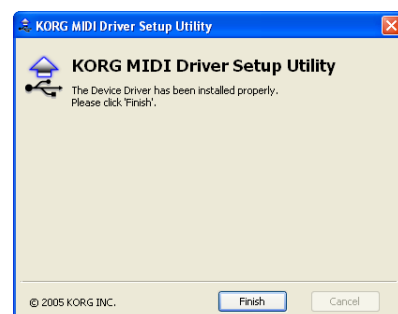 KORG MIDI Driver Setup Utility
KORG MIDI Driver Setup Utility
The Device Driver has been installed properly.
Please click 'Finish'.
© 2005 KORG INC.
Finish
Cancel